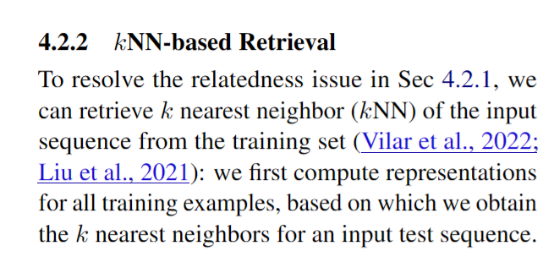 4.2.2 kNN-based Retrieval
To resolve the relatedness issue in Sec 4.2.1, we
can retrieve k nearest neighbor (kNN) of the input
sequence from the training set (Vilar et al., 2022;
Liu et al., 2021): we first compute representations
for all training examples, based on which we obtain
the k nearest neighbors for an input test sequence.